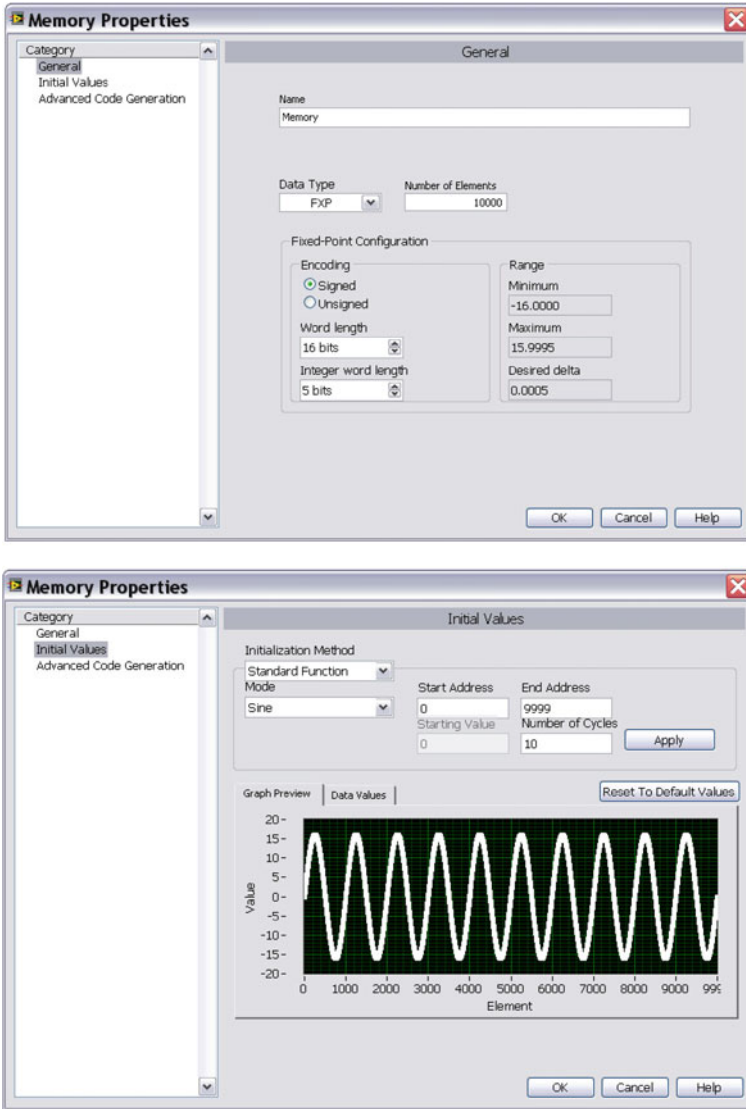 Memory Properties
Category
General
Initial Values
Advanced Code Generation
General
Name
Memory
Data Type
Number of Elements
FXP
10000
Fixed-Point Configuration
Encoding
Signed
Unsigned
Word length
16 bits
Integer word length
5 bits
Range
Minimum
-16.0000
Maximum
15.9995
Desired delta
0.0005
OK
Cancel
Help
Memory Properties
Category
General
Initial Values
Advanced Code Generation
Initial Values
Initialization Method
Standard Function
Mode
Sine
Start Address
End Address
0
9999
Starting Value
Number of Cycles
0
10
Apply
Graph Preview
Data Values
Reset To Default Values
20-
15-
10-
5-
0-
-5-
-10-
-15-
-20-
Value
0 1000 2000 3000 4000 5000 6000 7000 8000 9000 999
Element
OK
Cancel
Help